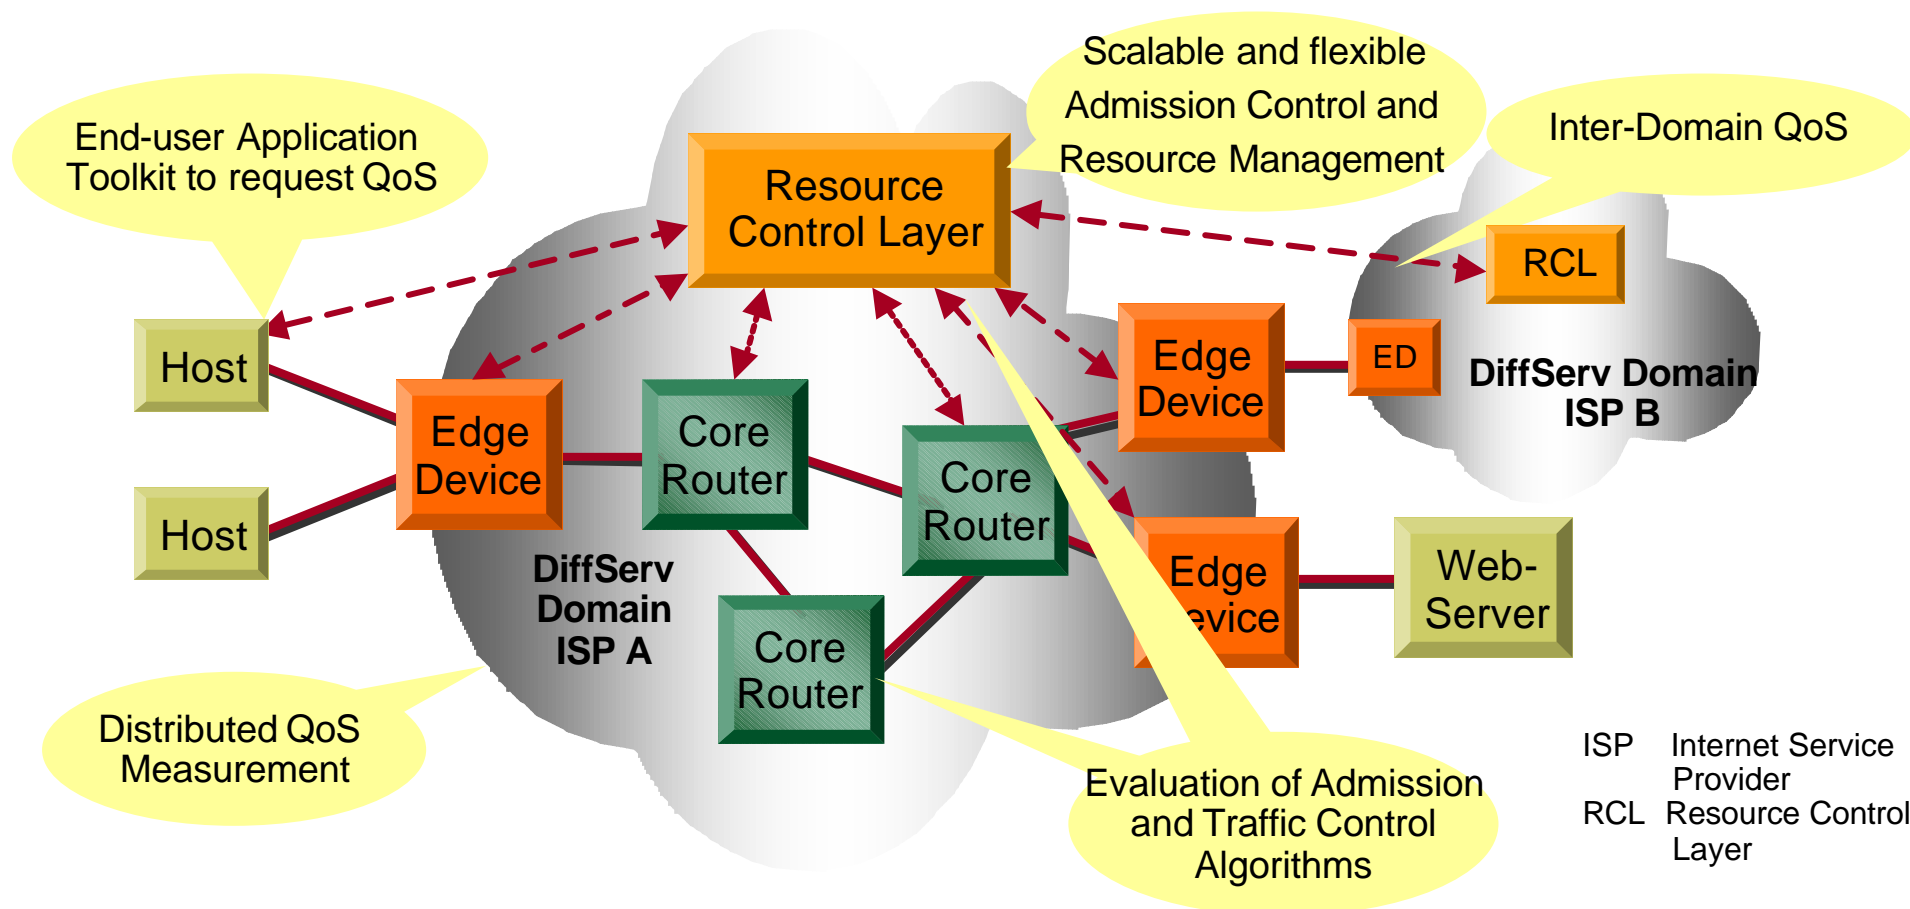 Scalable and flexible
Admission Control and
Resource Management
Inter-Domain QoS
End-user Application
Toolkit to request QoS
Resource
Control Layer
RCL
Host
Edge
Device
Core
Router
Core
Router
Edge
Device
ED
DiffServ Domain
ISP B
Host
DiffServ
Domain
ISP A
Core
Router
Edge
Device
Web-
Server
Distributed QoS
Measurement
Evaluation of Admission
and Traffic Control
Algorithms
ISP Internet Service
Provider
RCL Resource Control
Layer